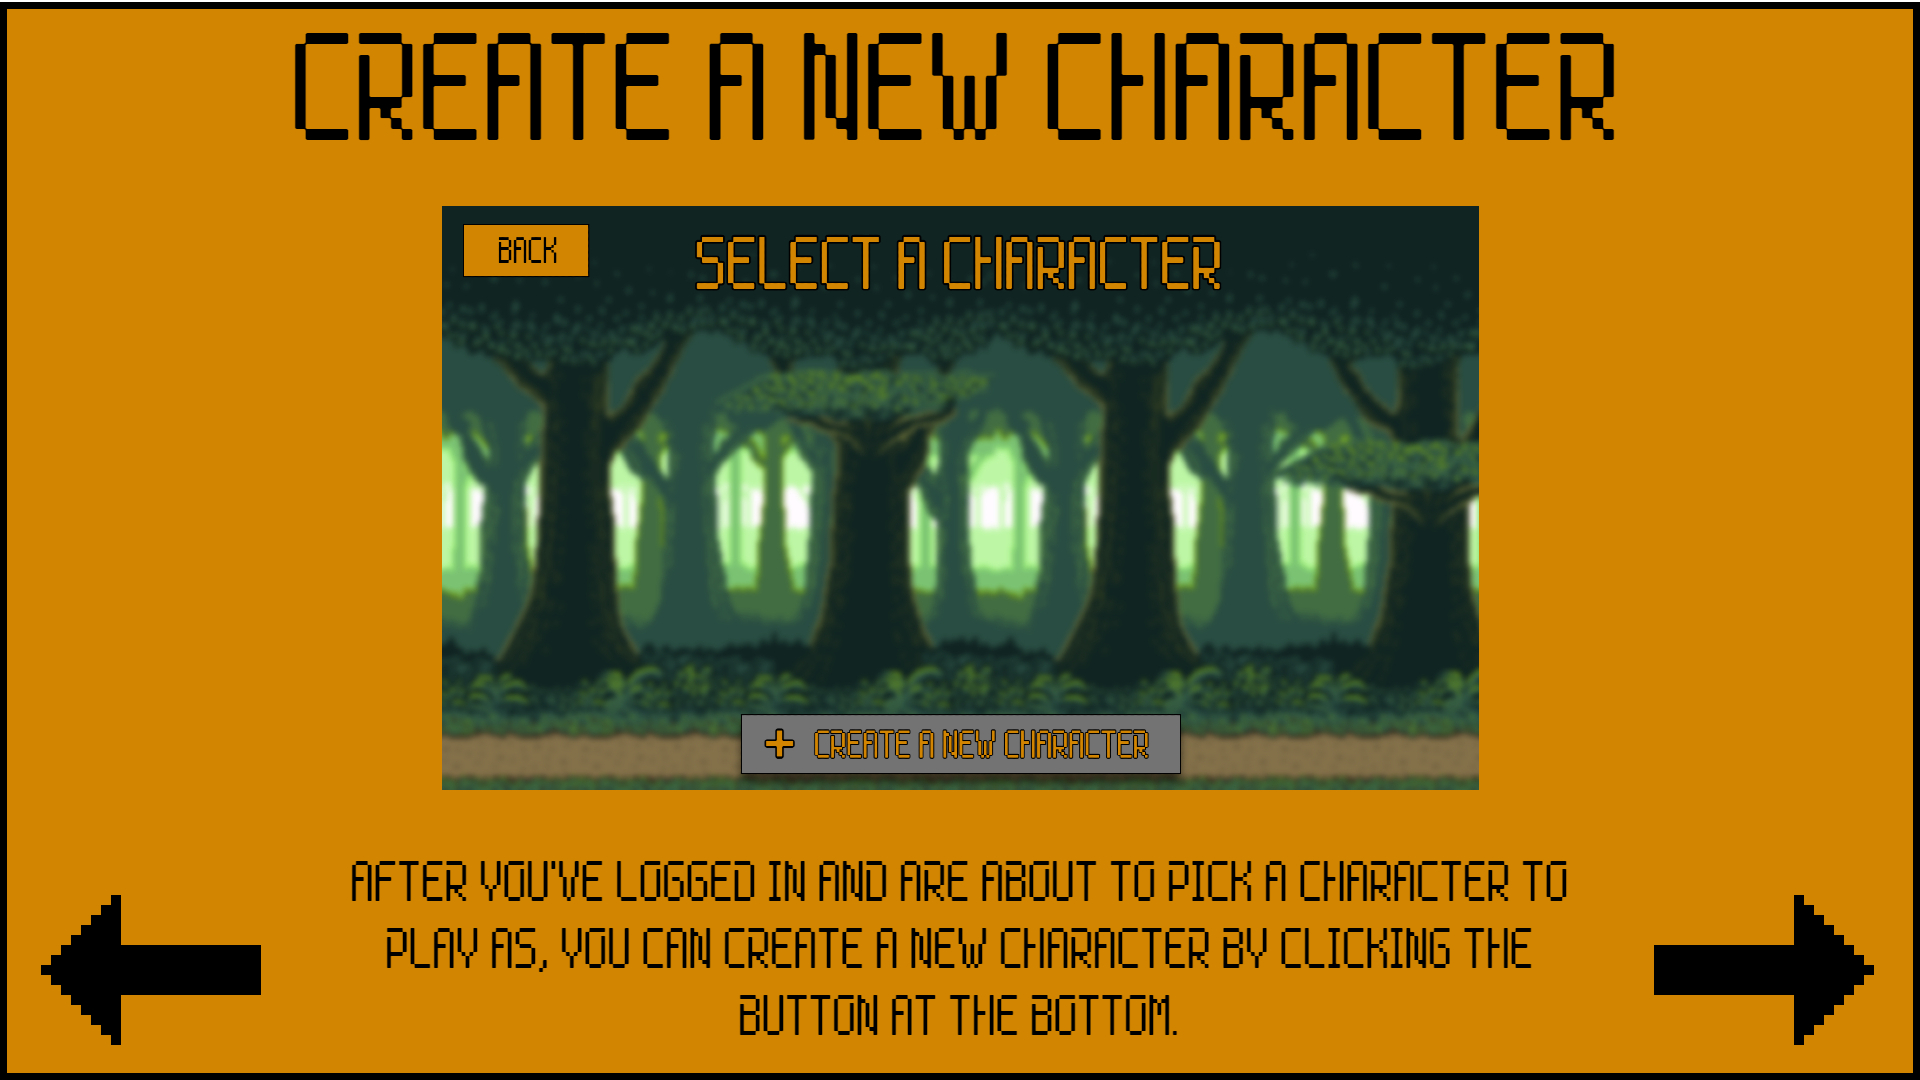 CREATE A NEW CHARACTER
BACK
SELECT A CHARACTER
+ CREATE A NEW CHARACTER
AFTER YOU'VE LOGGED IN AND ARE ABOUT TO PICK A CHARACTER TO
PLAY AS, YOU CAN CREATE A NEW CHARACTER BY CLICKING THE
BUTTON AT THE BOTTOM.